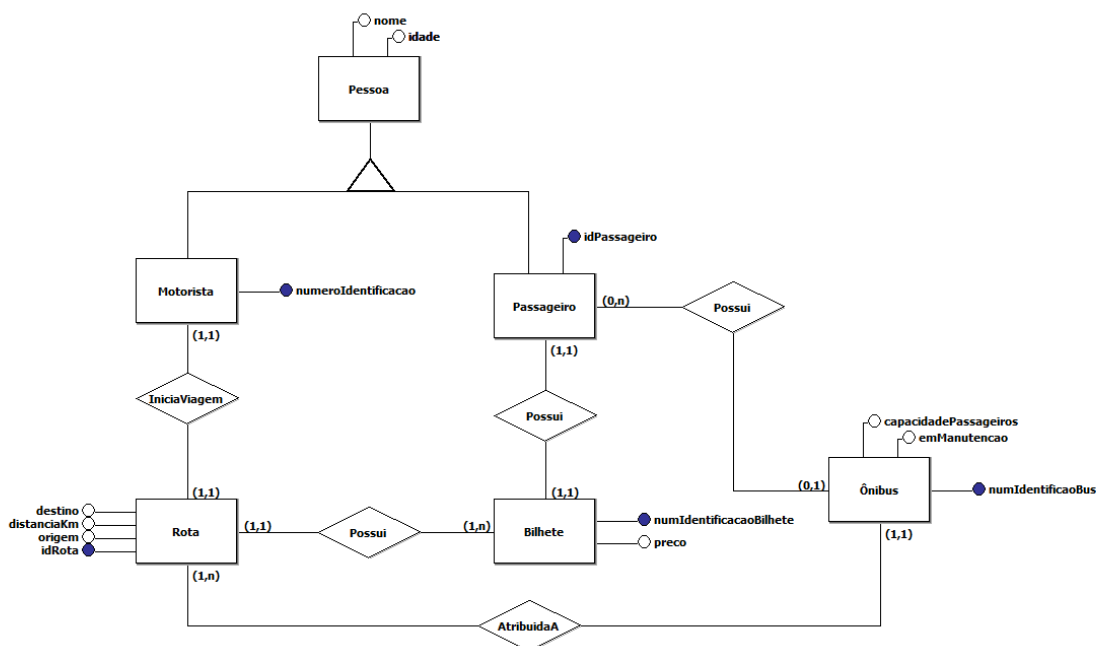 nome
idade
Pessoa
idPassageiro
Motorista
numeroIdentificacao
Passageiro
(0,n)
Possui
(1,1)
(1,1)
IniciaViagem
Possui
capacidadePassageiros
emManutencao
(1,1)
(1,1)
(0,1)
Ônibus
numIdentificaoBus
destino
distanciaKm
origem
idRota
Rota
(1,1)
Possui
(1,n)
Bilhete
numIdentificacaoBilhete
preco
(1,1)
(1,n)
AtribuidaA